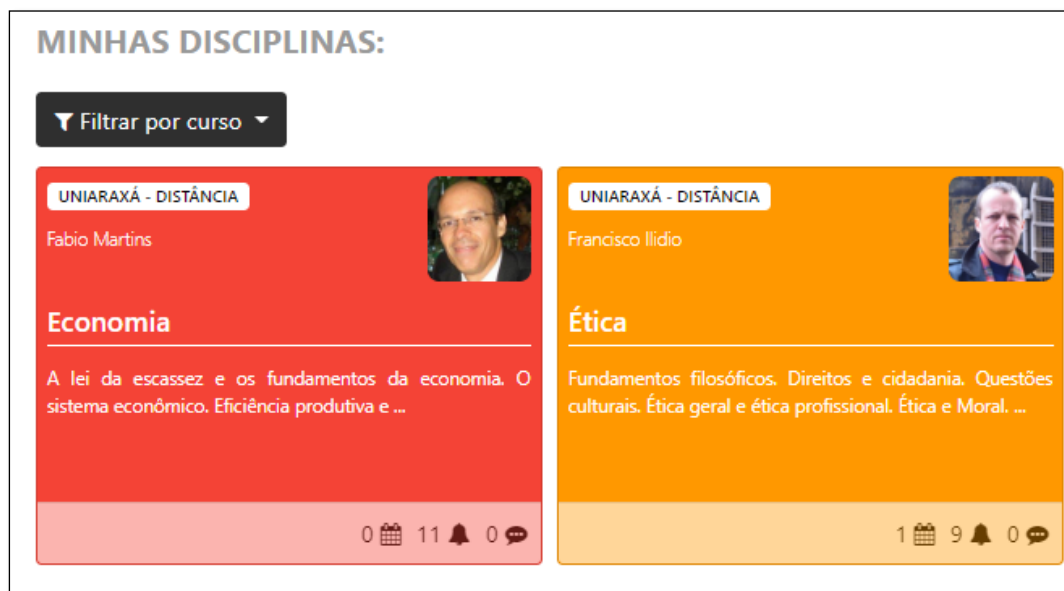 MINHAS DISCIPLINAS:
Filtrar por curso
UNIARAXÁ - DISTÂNCIA
Fabio Martins
Economia
A lei da escassez e os fundamentos da economia. O
sistema econômico. Eficiência produtiva e ...
0 11 0
UNIARAXÁ - DISTÂNCIA
Francisco Ilidio
Ética
Fundamentos filosóficos. Direitos e cidadania. Questões
culturais. Ética geral e ética profissional. Ética e Moral. ...
1 9 0